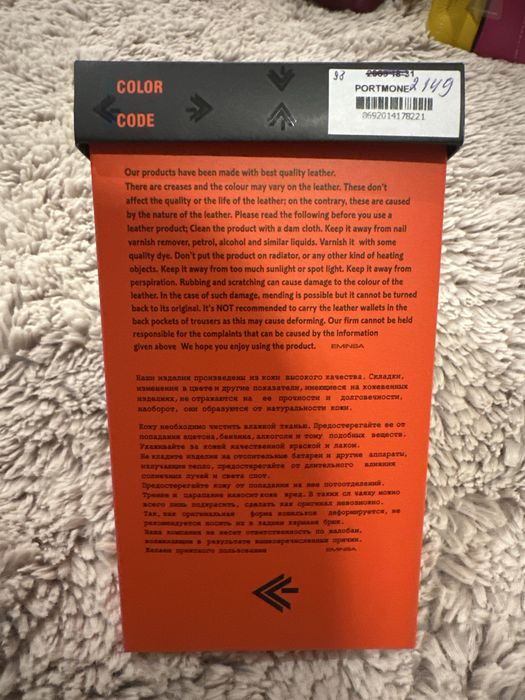 COLOR
CODE
98
2069 18-31
PORTMONE
2149
8692014178221
Our products have been made with best quality leather.
There are creases and the colour may vary on the leather. These don't
affect the quality or the life of the leather; on the contrary, these are caused
by the nature of the leather. Please read the following before you use a
leather product; Clean the product with a dam cloth. Keep it away from nail
varnish remover, petrol, alcohol and similar liquids. Varnish it with some
quality dye. Don't put the product on radiator, or any other kind of heating
objects. Keep it away from too much sunlight or spot light. Keep it away from
perspiration. Rubbing and scratching can cause damage to the colour of the
leather. In the case of such damage, mending is possible but it cannot be turned
back to its original. It's NOT recommended to carry the leather wallets in the
back pockets of trousers as this may cause deforming. Our firm cannot be held
responsible for the complaints that can be caused by the information
given above We hope you enjoy using the product. EMINSA
Наши изделия произведены из кожи высокого качества. Складки,
изменения в цвете и другие показатели, имеющиеся на кожевенных
изделиях, не отражаются на ее прочности и долговечности,
наоборот, они образуются от натуральности кожи.
Кожу необходимо чистить влажной тканью. Предостерегайте ее от
попадания ацетона, бензина, алкоголя и тому подобных веществ.
Ухаживайте за кожей качественной краской и лаком.
Не кладите изделия на отопительные батареи и другие аппараты,
излучающие тепло, предостерегайте от длительного влияния
солнечных лучей и света спот.
Предостерегайте кожу от попадания на нее потоотделений.
Трение и царапание наносит коже вред. В таких сл чаяху можно
всего лишь подкрасить, сделать как оригинал невозможно.
Так, как оригинальная форма кошельков деформируется, не
рекомендуется носить их в заднем кармане брюк.
Наша компания не несет ответственность по жалобам,
возникающим в результате вышеперечисленных причин.
Желаем приятного пользования EMINSA